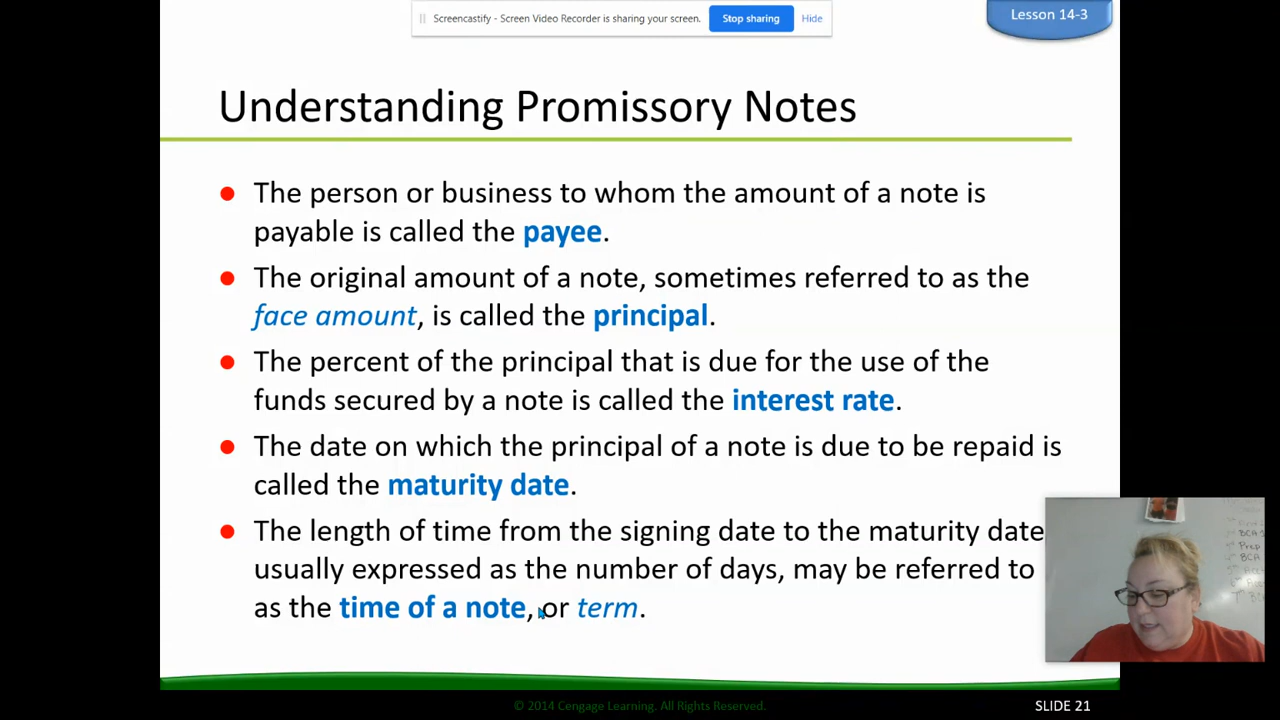 Screencastify - Screen Video Recorder is sharing your screen. Stop sharing Hide
Lesson 14-3
Understanding Promissory Notes
The person or business to whom the amount of a note is
payable is called the payee.
The original amount of a note, sometimes referred to as the
face amount, is called the principal.
The percent of the principal that is due for the use of the
funds secured by a note is called the interest rate.
The date on which the principal of a note is due to be repaid is
called the maturity date.
The length of time from the signing date to the maturity date
usually expressed as the number of days, may be referred to
as the time of a note, or term.
BCA
Prep
BCA
© 2014 Cengage Learning. All Rights Reserved.
SLIDE 21